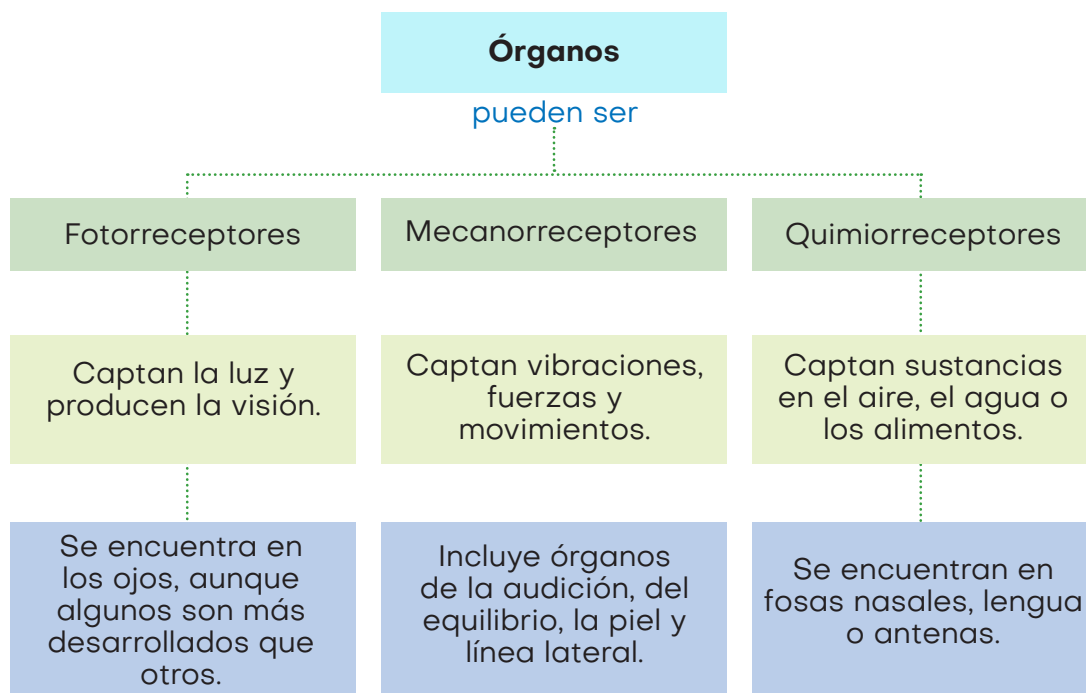 Órganos
pueden ser
Fotorreceptores
Mecanorreceptores
Quimiorreceptores
Captan la luz y
producen la visión.
Captan vibraciones,
fuerzas y
movimientos.
Captan sustancias
en el aire, el agua o
los alimentos.
Se encuentra en
los ojos, aunque
algunos son más
desarrollados que
otros.
Incluye órganos
de la audición, del
equilibrio, la piel y
línea lateral.
Se encuentran en
fosas nasales, lengua
o antenas.